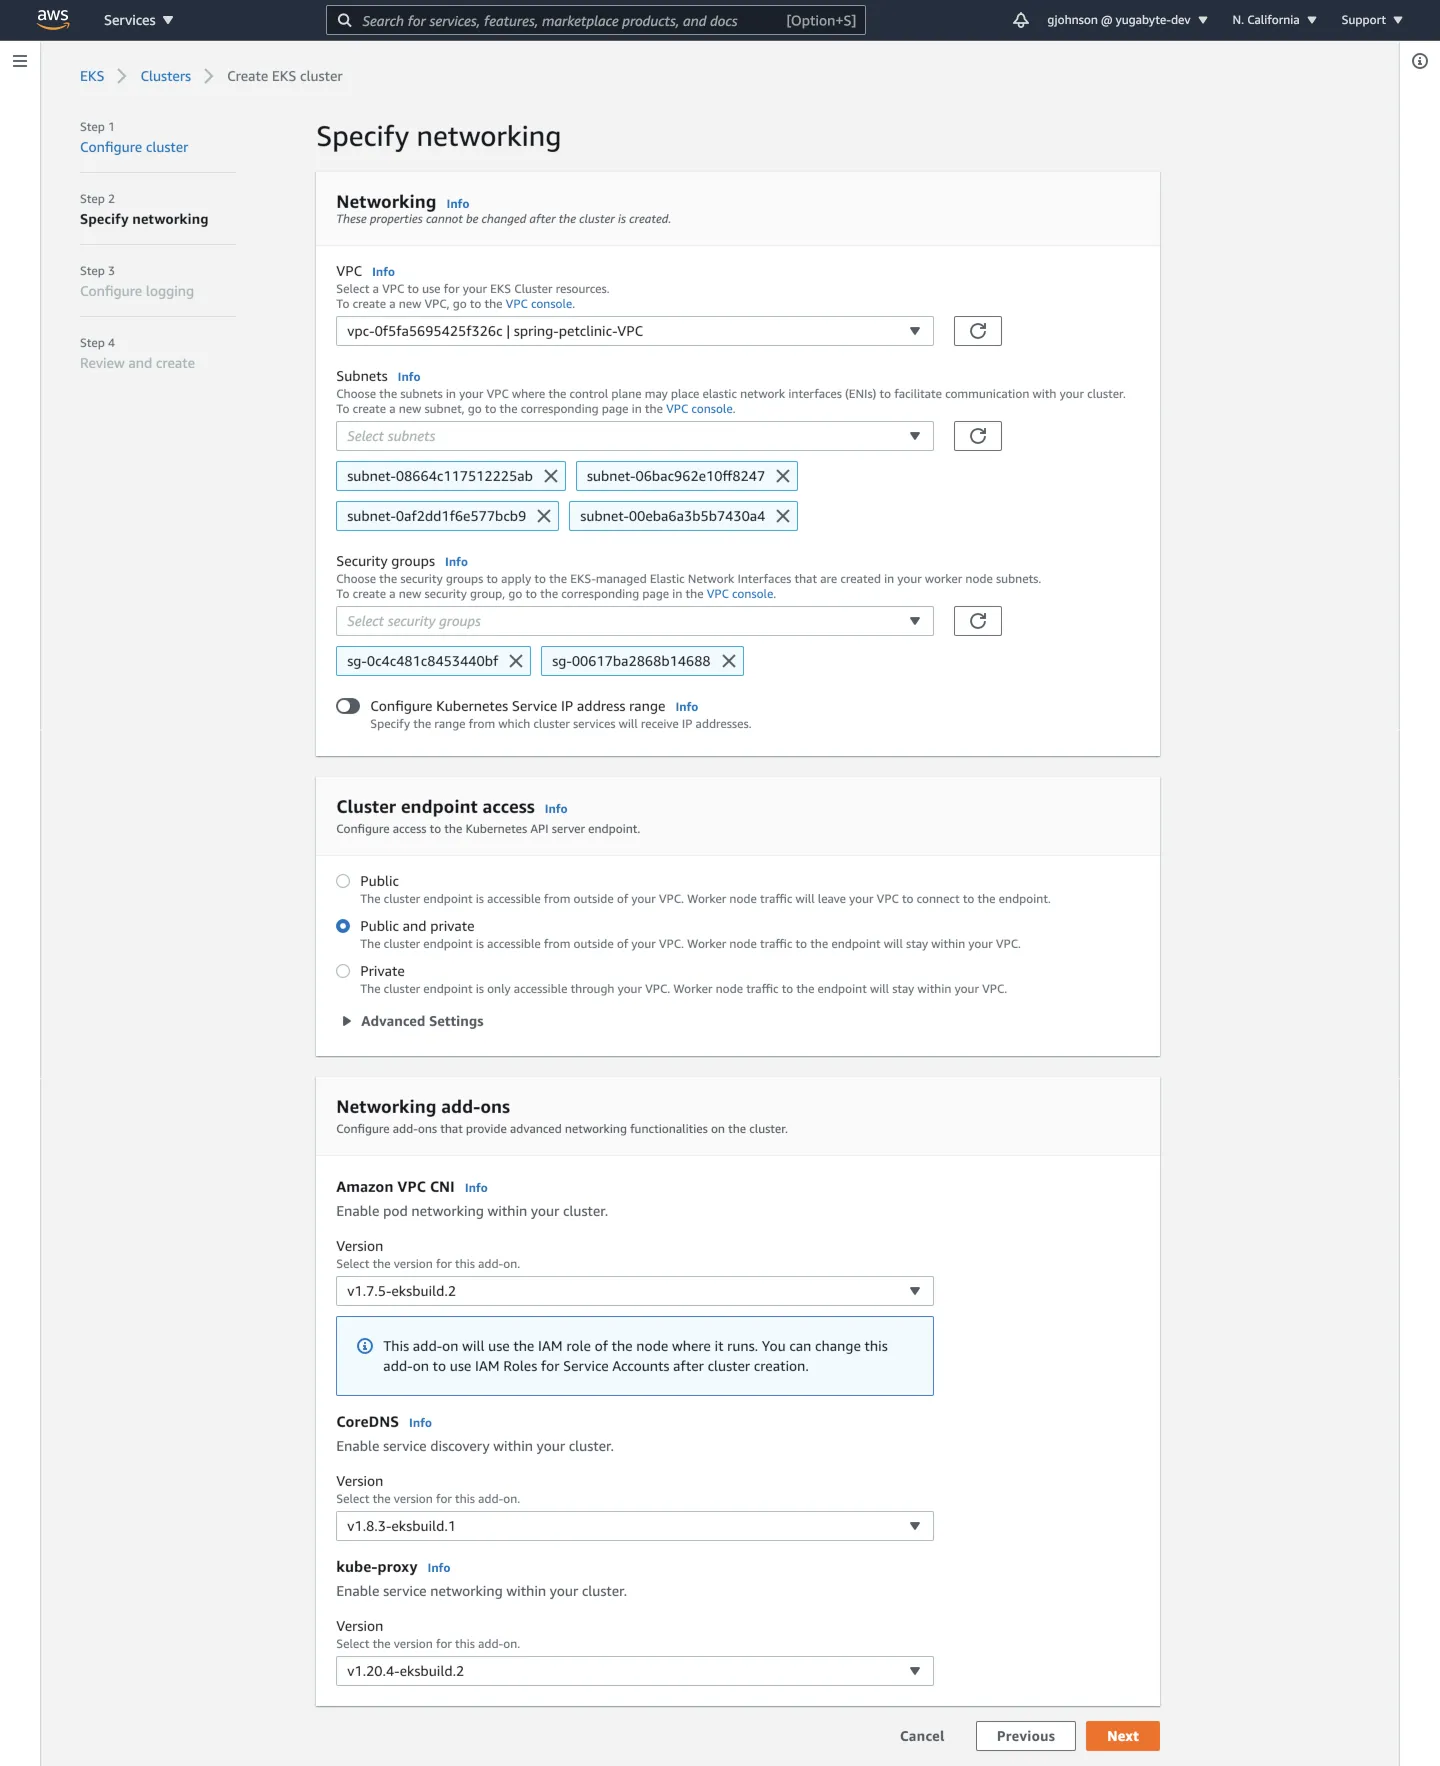 aws
Services
Search for services, features, marketplace products, and docs [Option+S]
gjohnson @ yugabyte-dev
N. California
Support
EKS
Clusters
Create EKS cluster
Step 1
Configure cluster
Step 2
Specify networking
Step 3
Configure logging
Step 4
Review and create
Specify networking
Networking Info
These properties cannot be changed after the cluster is created.
VPC Info
Select a VPC to use for your EKS Cluster resources.
To create a new VPC, go to the VPC console.
vpc-0f5fa5695425f326c | spring-petclinic-VPC
Subnets Info
Choose the subnets in your VPC where the control plane may place elastic network interfaces (ENIs) to facilitate communication with your cluster.
To create a new subnet, go to the corresponding page in the VPC console.
Select subnets
subnet-08664c117512225ab subnet-06bac962e10ff8247
subnet-0af2dd1f6e577bcb9 subnet-00eba6a3b5b7430a4
Security groups Info
Choose the security groups to apply to the EKS-managed Elastic Network Interfaces that are created in your worker node subnets.
To create a new security group, go to the corresponding page in the VPC console.
Select security groups
sg-0c4c481c8453440bf sg-00617ba2868b14688
Configure Kubernetes Service IP address range Info
Specify the range from which cluster services will receive IP addresses.
Cluster endpoint access Info
Configure access to the Kubernetes API server endpoint.
Public
The cluster endpoint is accessible from outside of your VPC. Worker node traffic will leave your VPC to connect to the endpoint.
Public and private
The cluster endpoint is accessible from outside of your VPC. Worker node traffic to the endpoint will stay within your VPC.
Private
The cluster endpoint is only accessible through your VPC. Worker node traffic to the endpoint will stay within your VPC.
Advanced Settings
Networking add-ons
Configure add-ons that provide advanced networking functionalities on the cluster.
Amazon VPC CNI Info
Enable pod networking within your cluster.
Version
Select the version for this add-on.
v1.7.5-eksbuild.2
This add-on will use the IAM role of the node where it runs. You can change this
add-on to use IAM Roles for Service Accounts after cluster creation.
CoreDNS Info
Enable service discovery within your cluster.
Version
Select the version for this add-on.
v1.8.3-eksbuild.1
kube-proxy Info
Enable service networking within your cluster.
Version
Select the version for this add-on.
v1.20.4-eksbuild.2
Cancel
Previous
Next